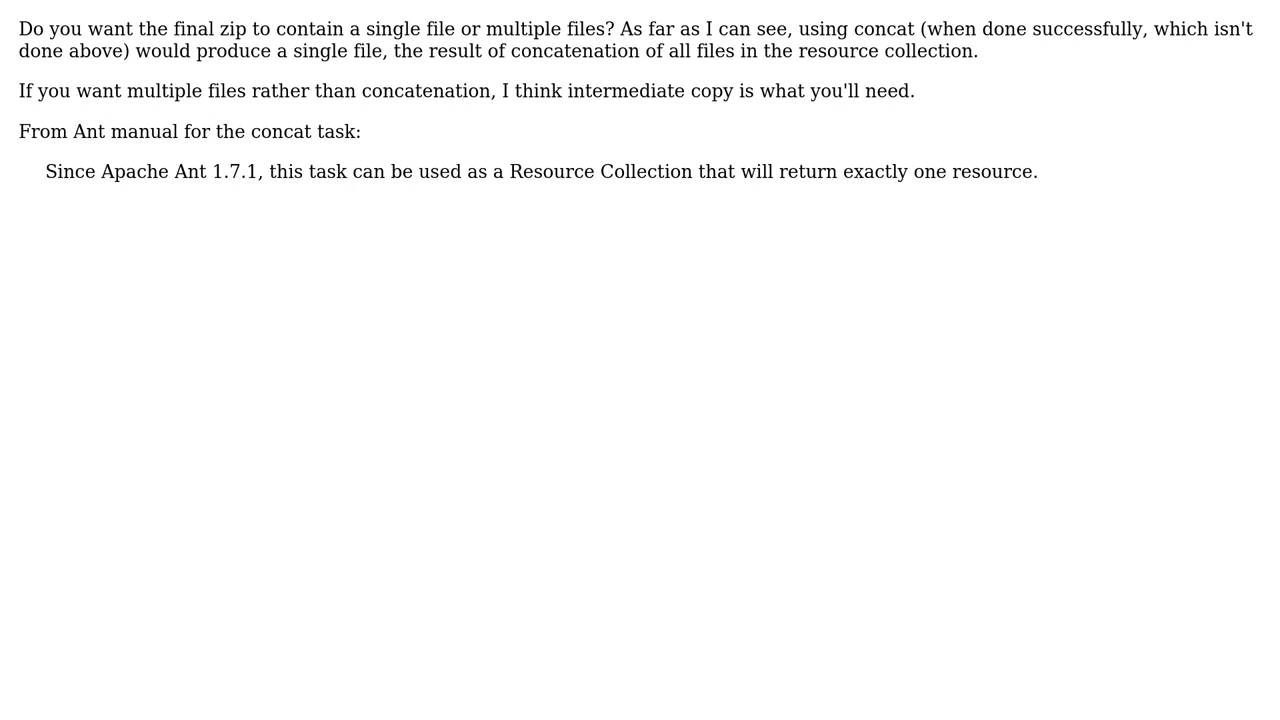 Do you want the final zip to contain a single file or multiple files? As far as I can see, using concat (when done successfully, which isn't
done above) would produce a single file, the result of concatenation of all files in the resource collection.
If you want multiple files rather than concatenation, I think intermediate copy is what you'll need.
From Ant manual for the concat task:
Since Apache Ant 1.7.1, this task can be used as a Resource Collection that will return exactly one resource.